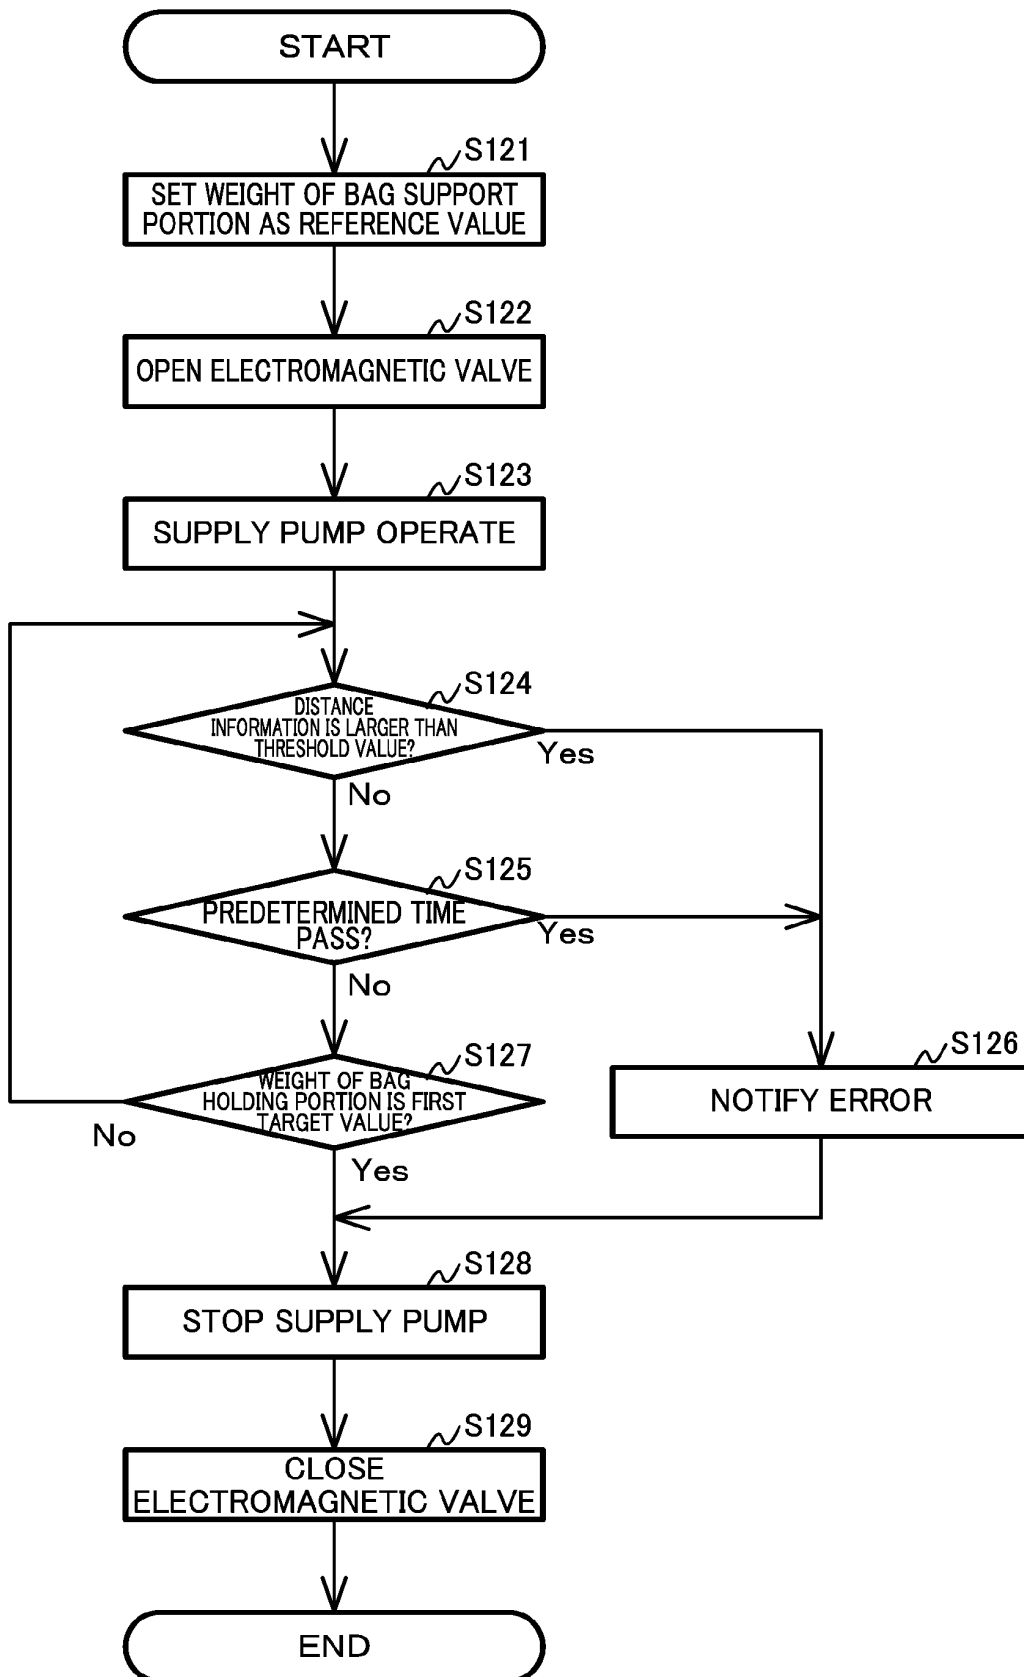 START
S121
SET WEIGHT OF BAG SUPPORT
PORTION AS REFERENCE VALUE
S122
OPEN ELECTROMAGNETIC VALVE
S123
SUPPLY PUMP OPERATE
S124
DISTANCE
INFORMATION IS LARGER THAN
THRESHOLD VALUE?
Yes
No
S125
PREDETERMINED TIME
PASS?
Yes
No
S127
WEIGHT OF BAG
HOLDING PORTION IS FIRST
TARGET VALUE?
No
Yes
S126
NOTIFY ERROR
S128
STOP SUPPLY PUMP
S129
CLOSE
ELECTROMAGNETIC VALVE
END